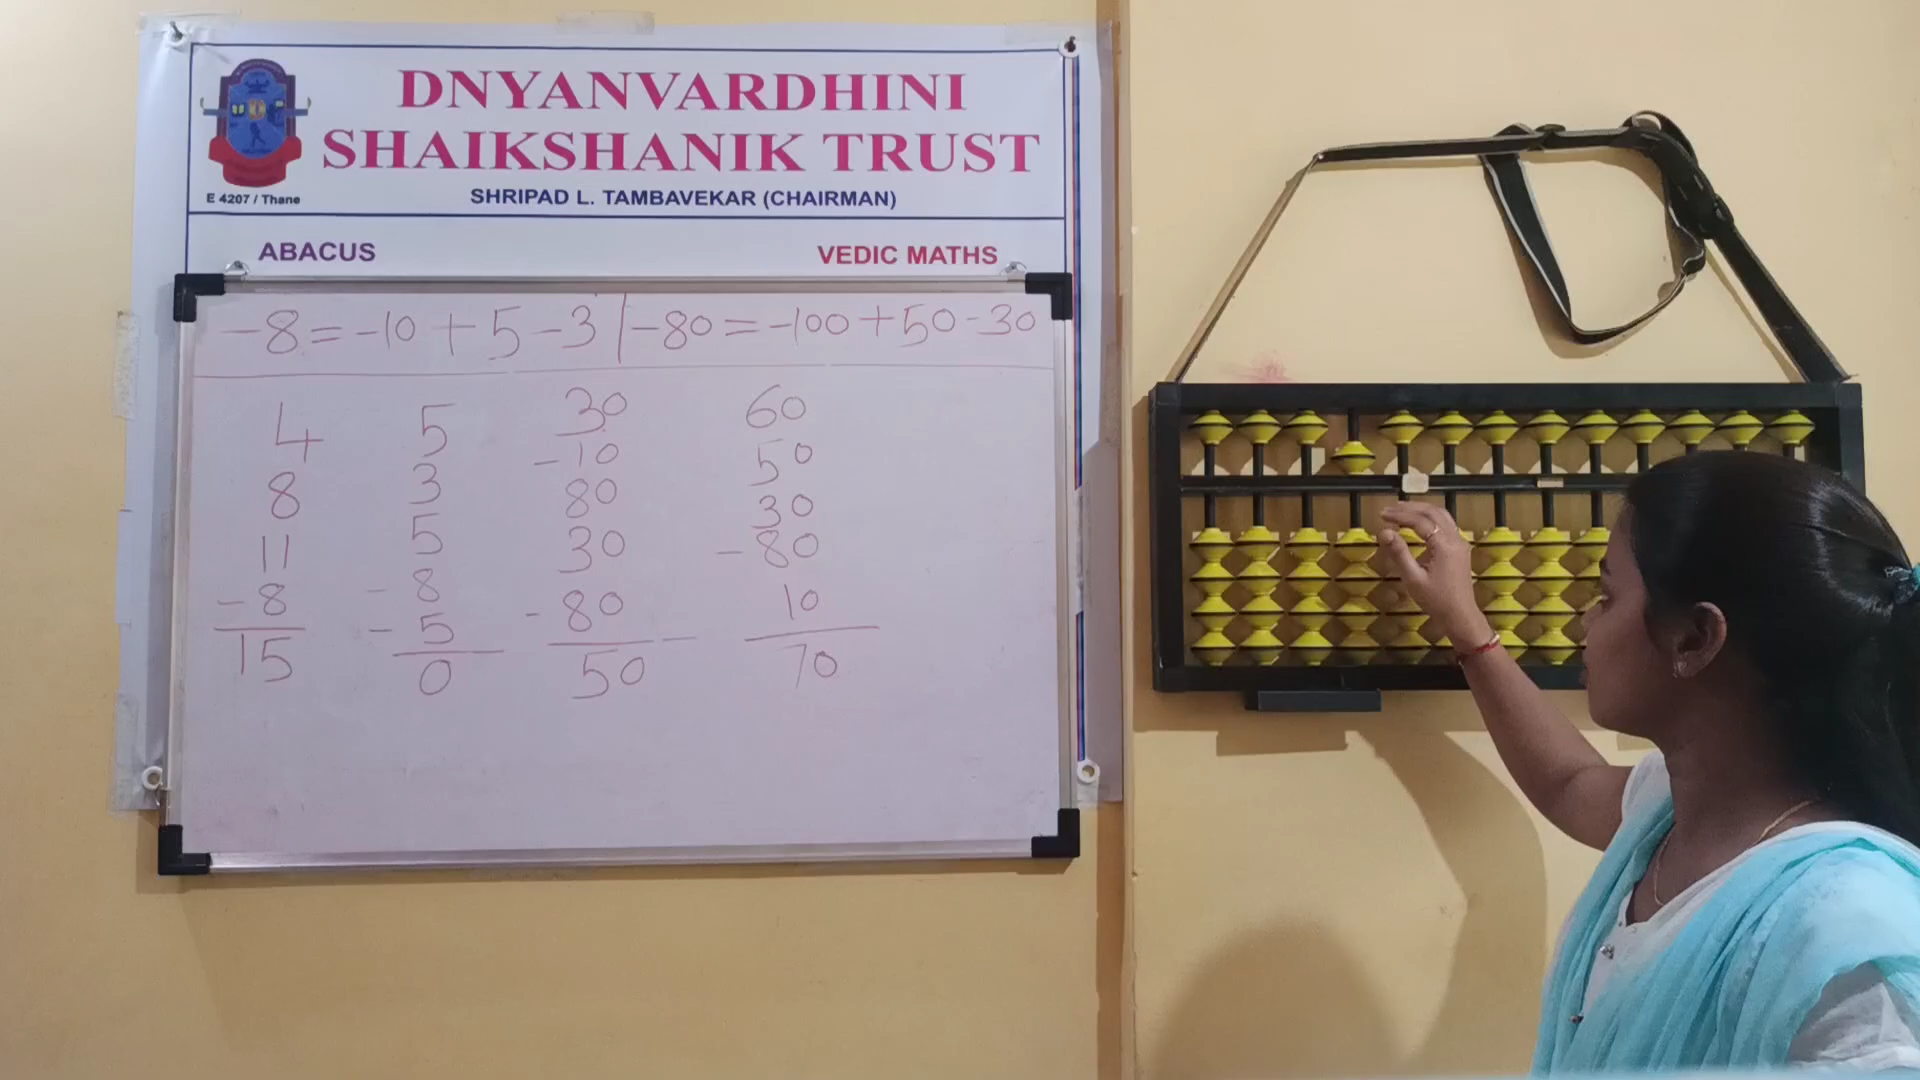 DNYANVARDHINI
SHAIKSHANIK TRUST
E 4207 / Thane
SHRIPAD L. TAMBAVEKAR (CHAIRMAN)
ABACUS
VEDIC MATHS
-8=-10+5-3 | -80=-100+50-30
4 5 30 60
8 3 -10 50
11 5 80 30
-8 -8 30 -80
15 -5 -80 10
0 50 70